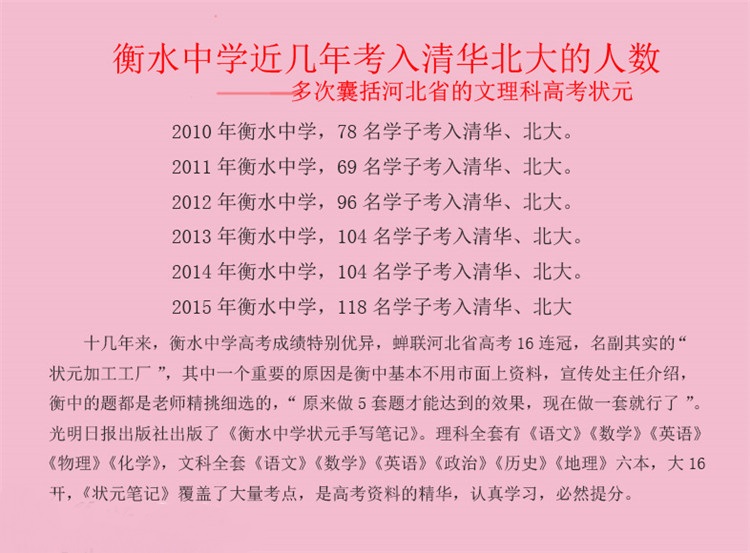 衡水中学近几年考入清华北大的人数
——多次囊括河北省的文理科高考状元
2010 年衡水中学，78 名学子考入清华、北大。
2011 年衡水中学，69 名学子考入清华、北大。
2012 年衡水中学，96 名学子考入清华、北大。
2013 年衡水中学，104 名学子考入清华、北大。
2014 年衡水中学，104 名学子考入清华、北大。
2015 年衡水中学，118 名学子考入清华、北大
十几年来，衡水中学高考成绩特别优异，蝉联河北省高考 16 连冠，名副其实的“
状元加工工厂 ”，其中一个重要的原因是衡中基本不用市面上资料，宣传处主任介绍，
衡中的题都是老师精挑细选的，“ 原来做 5 套题才能达到的效果，现在做一套就行了 ”。
光明日报出版社出版了《衡水中学状元手写笔记》。理科全套有《语文》《数学》《英语》
《物理》《化学》，文科全套《语文》《数学》《英语》《政治》《历史》《地理》六本，大 16
开，《状元笔记》覆盖了大量考点，是高考资料的精华，认真学习，必然提分。